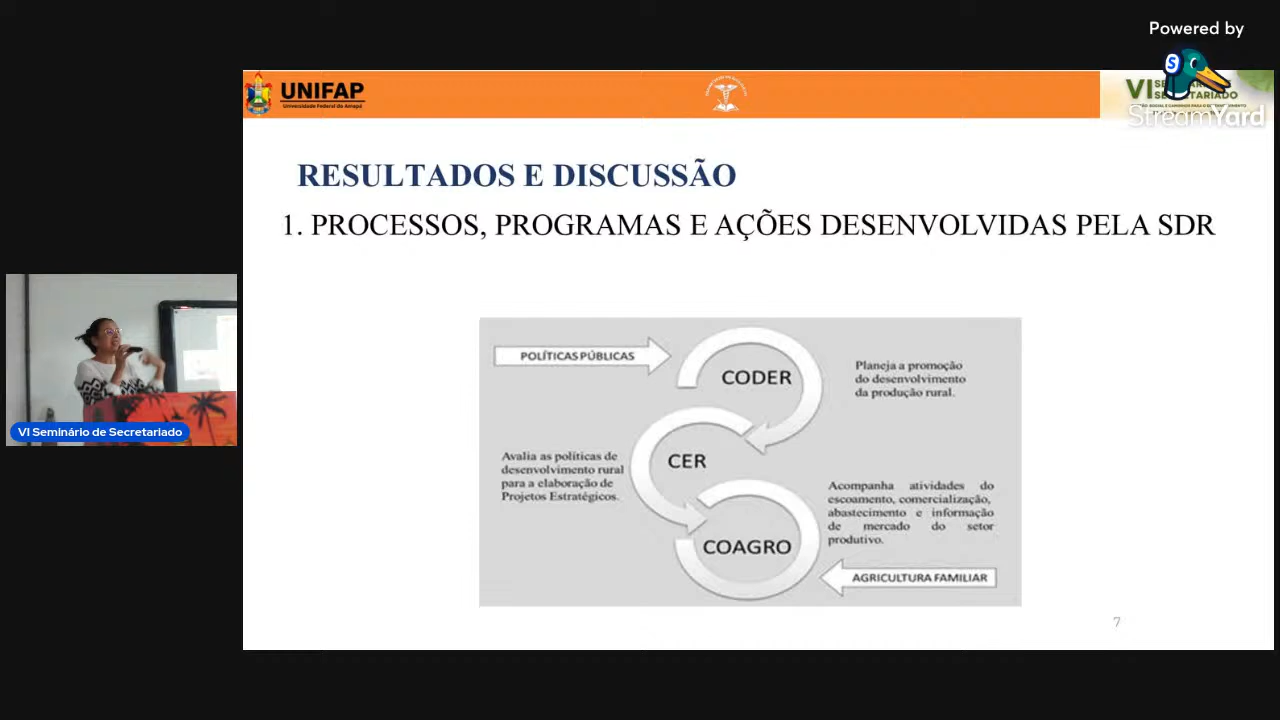 Powered by
StreamYard
UNIFAP
Universidade Federal do Amapá
RESULTADOS E DISCUSSÃO
1. PROCESSOS, PROGRAMAS E AÇÕES DESENVOLVIDAS PELA SDR
POLÍTICAS PÚBLICAS
CODER
Planeja a promoção
do desenvolvimento
da produção rural.
Avalia as políticas de
desenvolvimento rural
para a elaboração de
Projetos Estratégicos.
CER
Acompanha atividades do
escoamento, comercialização,
abastecimento e informação
de mercado do setor
produtivo.
COAGRO
AGRICULTURA FAMILIAR
7
VI Seminário de Secretariado